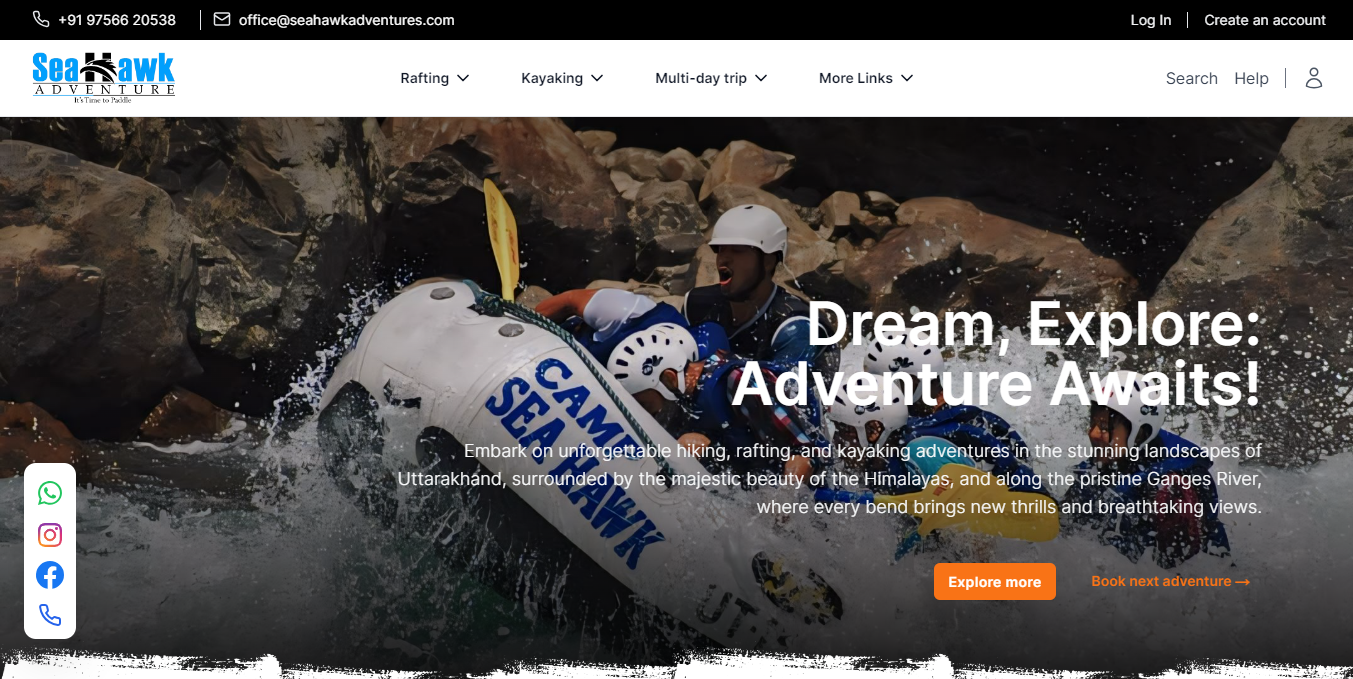 +91 97566 20538
office@seahawkadventures.com
Log In
Create an account
SeaHawk
ADVENTURE
It's Time to Paddle
Rafting
Kayaking
Multi-day trip
More Links
Search
Help
Dream, Explore:
Adventure Awaits!
Embark on unforgettable hiking, rafting, and kayaking adventures in the stunning landscapes of
Uttarakhand, surrounded by the majestic beauty of the Himalayas, and along the pristine Ganges River,
where every bend brings new thrills and breathtaking views.
CAMP
SEA HAWK
Explore more
Book next adventure →